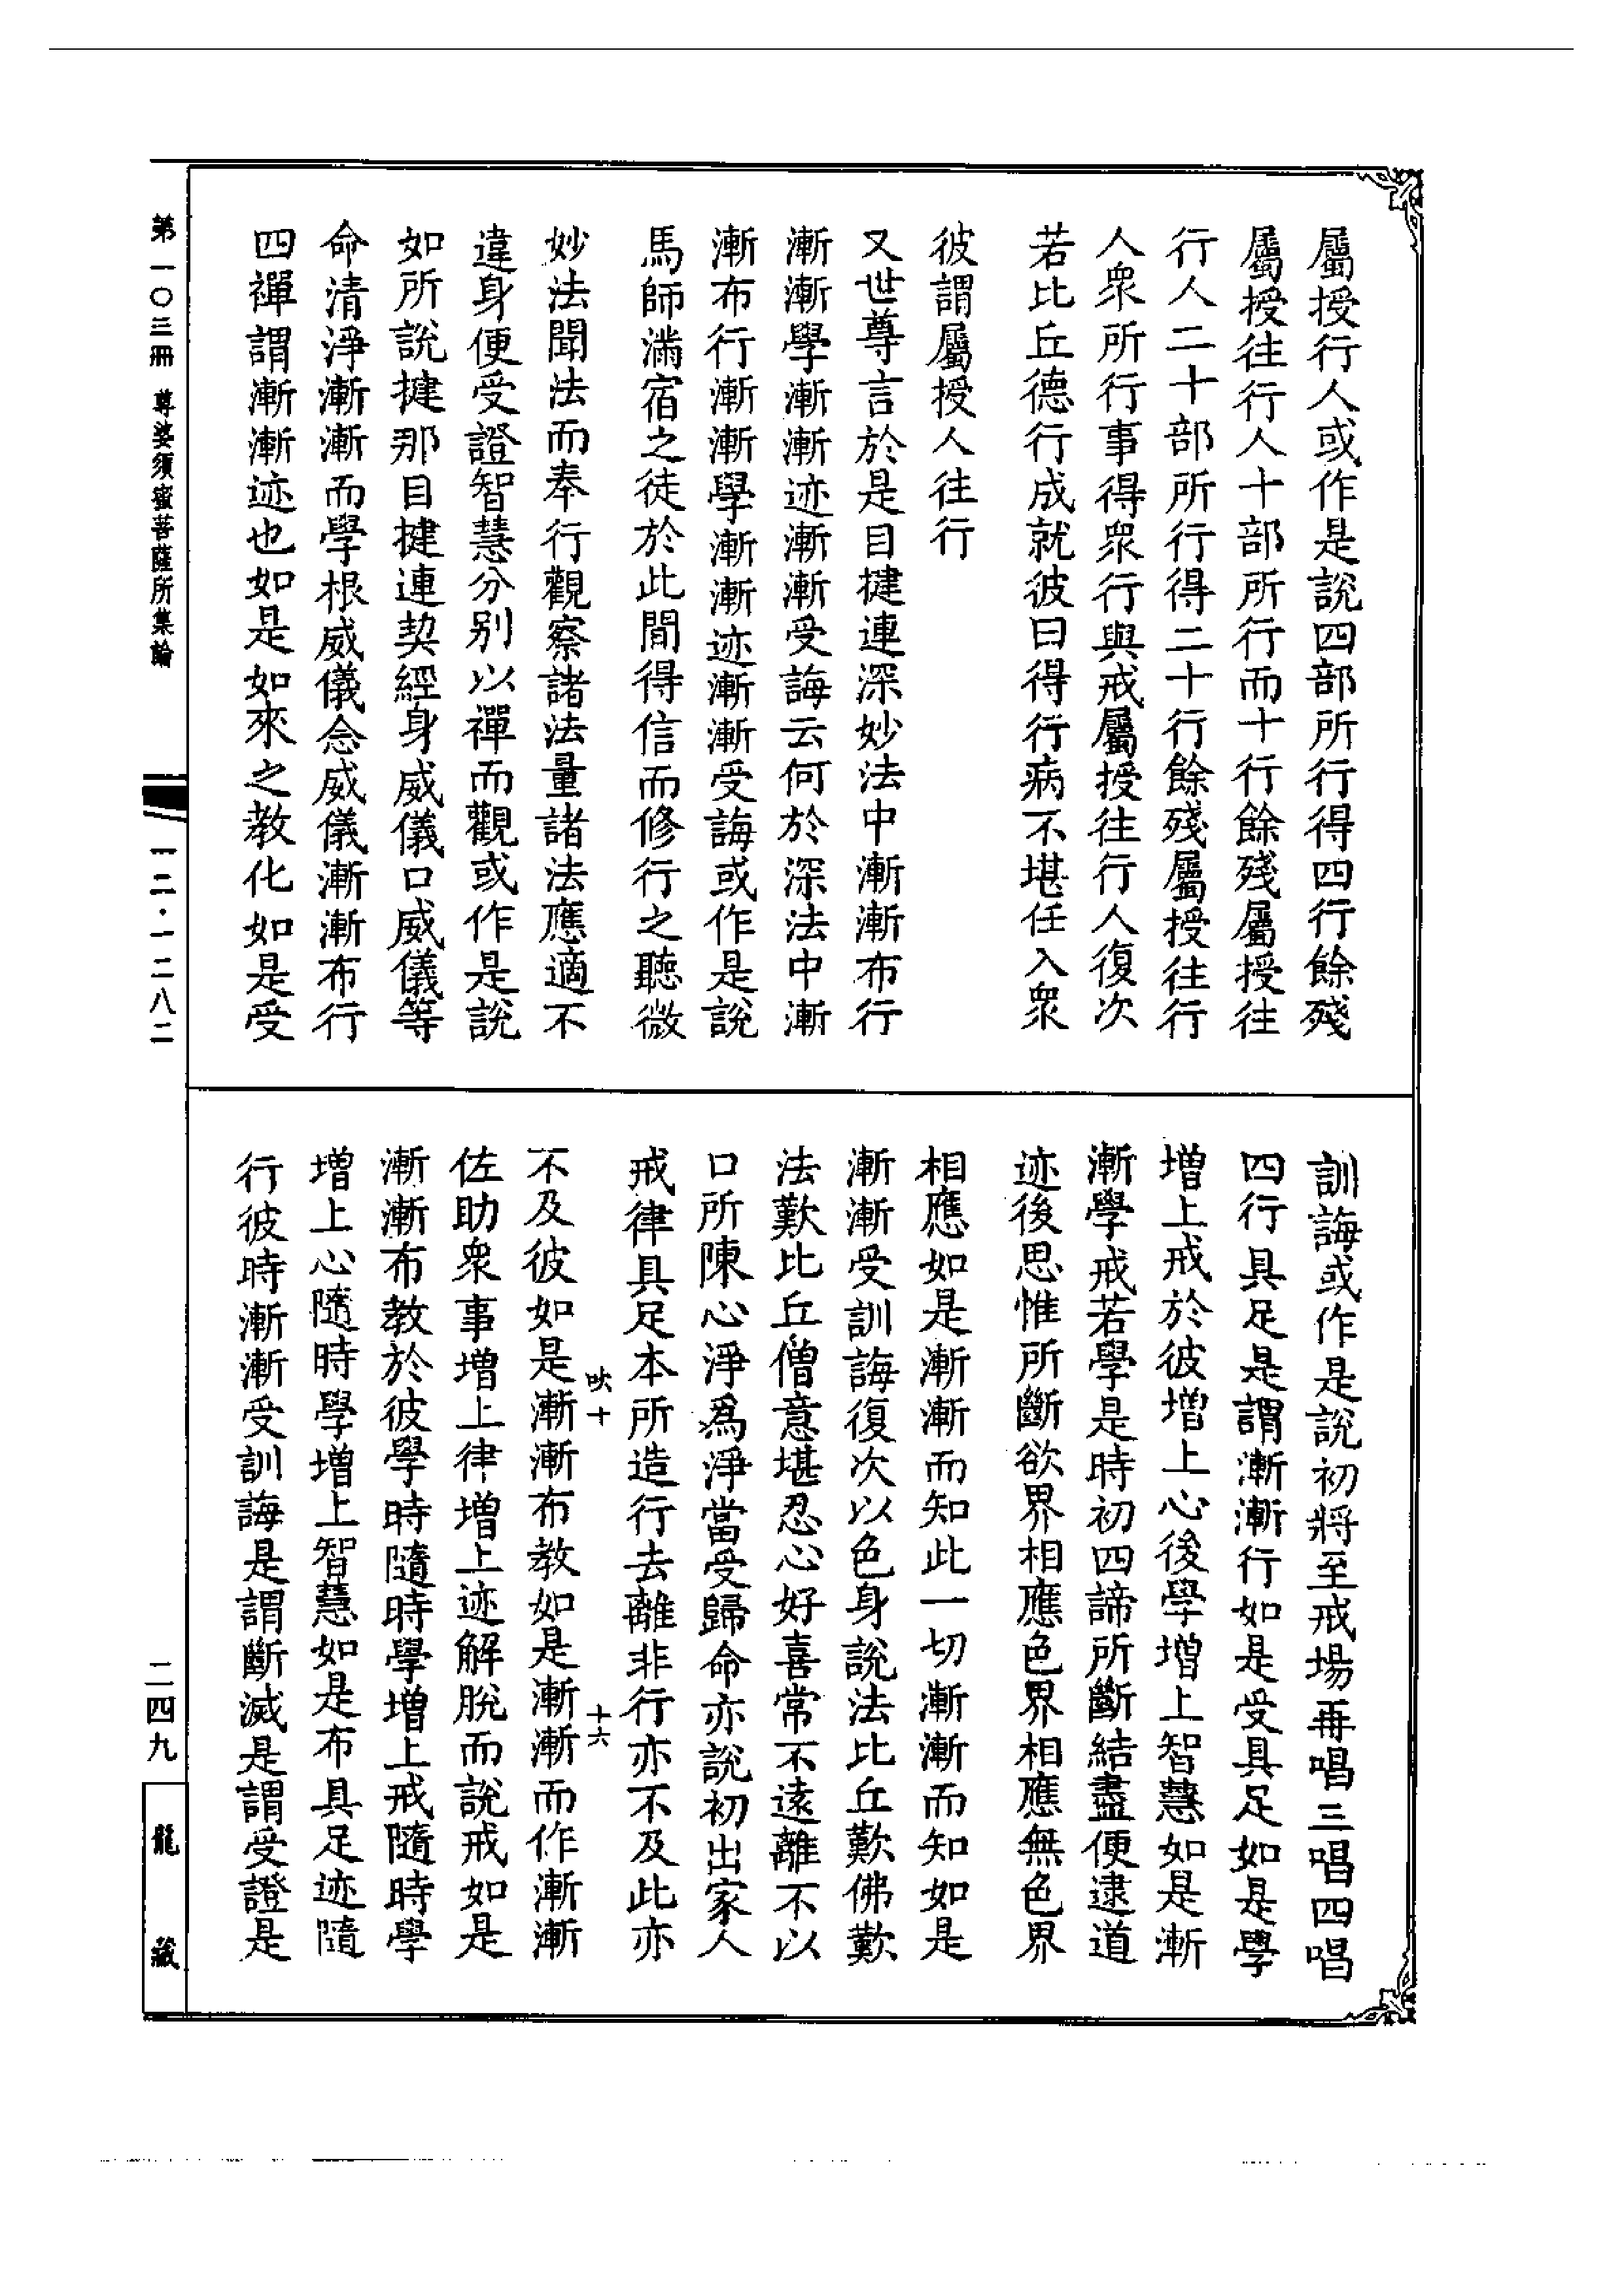 屬授行人或作是說四部所行得四行餘殘
屬授往行人十部所行而十行餘殘屬授往
行人二十部所行得二十行餘殘屬授往行
人衆所行事得衆行與戒屬授往行人復次
若比丘德行成就彼曰得行病不堪任入衆
彼謂屬授人往行
又世尊言於是目揵連深妙法中漸漸布行
漸漸學漸漸迹漸漸受誨云何於深法中漸
漸布行漸漸學漸漸迹漸漸受誨或作是說
馬師滿宿之徒於此間得信而修行之聽微
妙法聞法而奉行觀察諸法量諸法應適不
違身便受證智慧分別以禪而觀或作是說
如所說揵那目揵連契經身威儀口威儀等
命清淨漸漸而學根威儀念威儀漸漸布行
四禪謂漸漸迹也如是如來之教化如是受
訓誨或作是說初將至戒場再唱三唱四唱
四行具足是謂漸漸行如是受具足如是學
增上戒於彼增上心後學增上智慧如是漸
漸學戒若學是時初四諦所斷結盡便逮道
迹後思惟所斷欲界相應色界相應無色界
相應如是漸漸而知此一切漸漸而知如是
漸漸受訓誨復次以色身說法比丘歎佛歎
法歎比丘僧意堪忍心好喜常不遠離不以
口所陳心淨爲淨當受歸命亦說初出家人
戒律具足本所造行去離非行亦不及此亦
不及彼如是漸漸布教如是漸漸而作漸漸
佐助衆事增上律增上迹解脫而說戒如是
漸漸布教於彼學時隨時學增上戒隨時學
增上心隨時學增上智慧如是布具足迹隨
行彼時漸漸受訓誨是謂斷滅是謂受證是
十六
第一〇三冊 尊婆須蜜菩薩所集論
一二·一二八二
二四九
龍藏